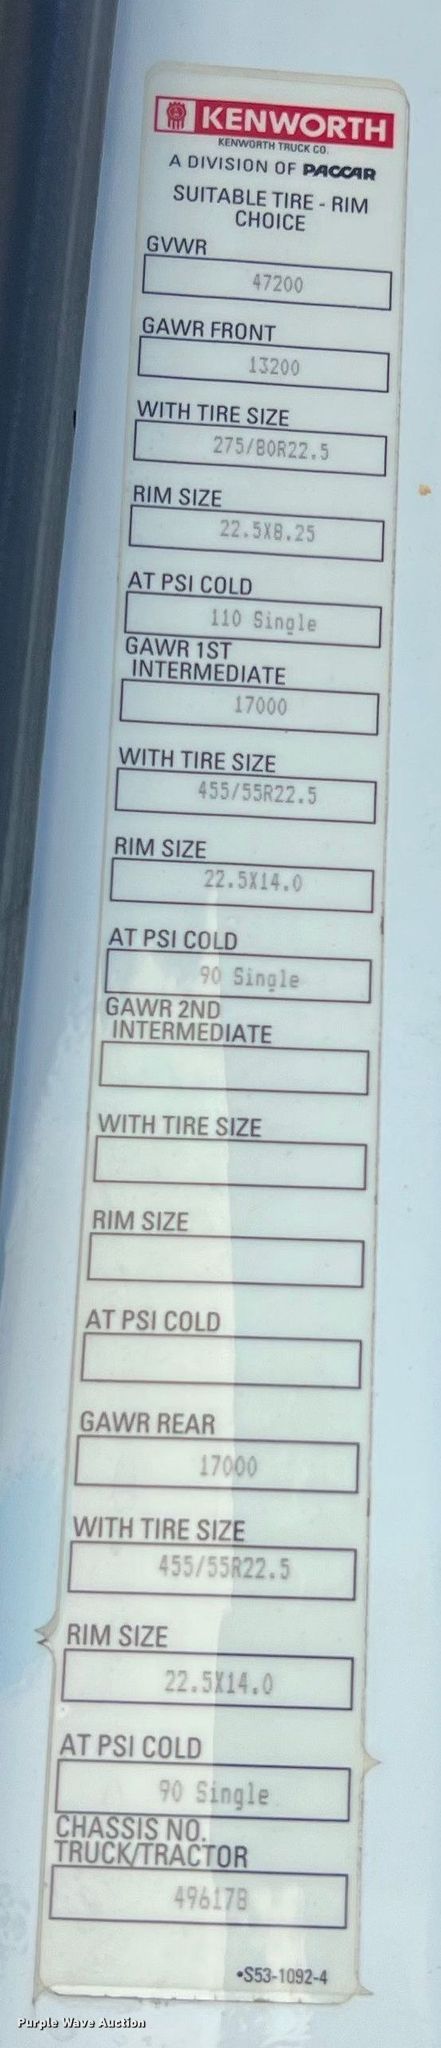 KENWORTH
KENWORTH TRUCK CO.
A DIVISION OF PACCAR
SUITABLE TIRE - RIM
CHOICE
GVWR
47200
GAWR FRONT
13200
WITH TIRE SIZE
275/80R22.5
RIM SIZE
22.5X8.25
AT PSI COLD
110 Single
GAWR 1ST
INTERMEDIATE
17000
WITH TIRE SIZE
455/55R22.5
RIM SIZE
22.5X14.0
AT PSI COLD
90 Single
GAWR 2ND
INTERMEDIATE
WITH TIRE SIZE
RIM SIZE
AT PSI COLD
GAWR REAR
17000
WITH TIRE SIZE
455/55R22.5
RIM SIZE
22.5X14.0
AT PSI COLD
90 Single
CHASSIS NO.
TRUCK/TRACTOR
496178
•S53-1092-4
Purple Wave Auction